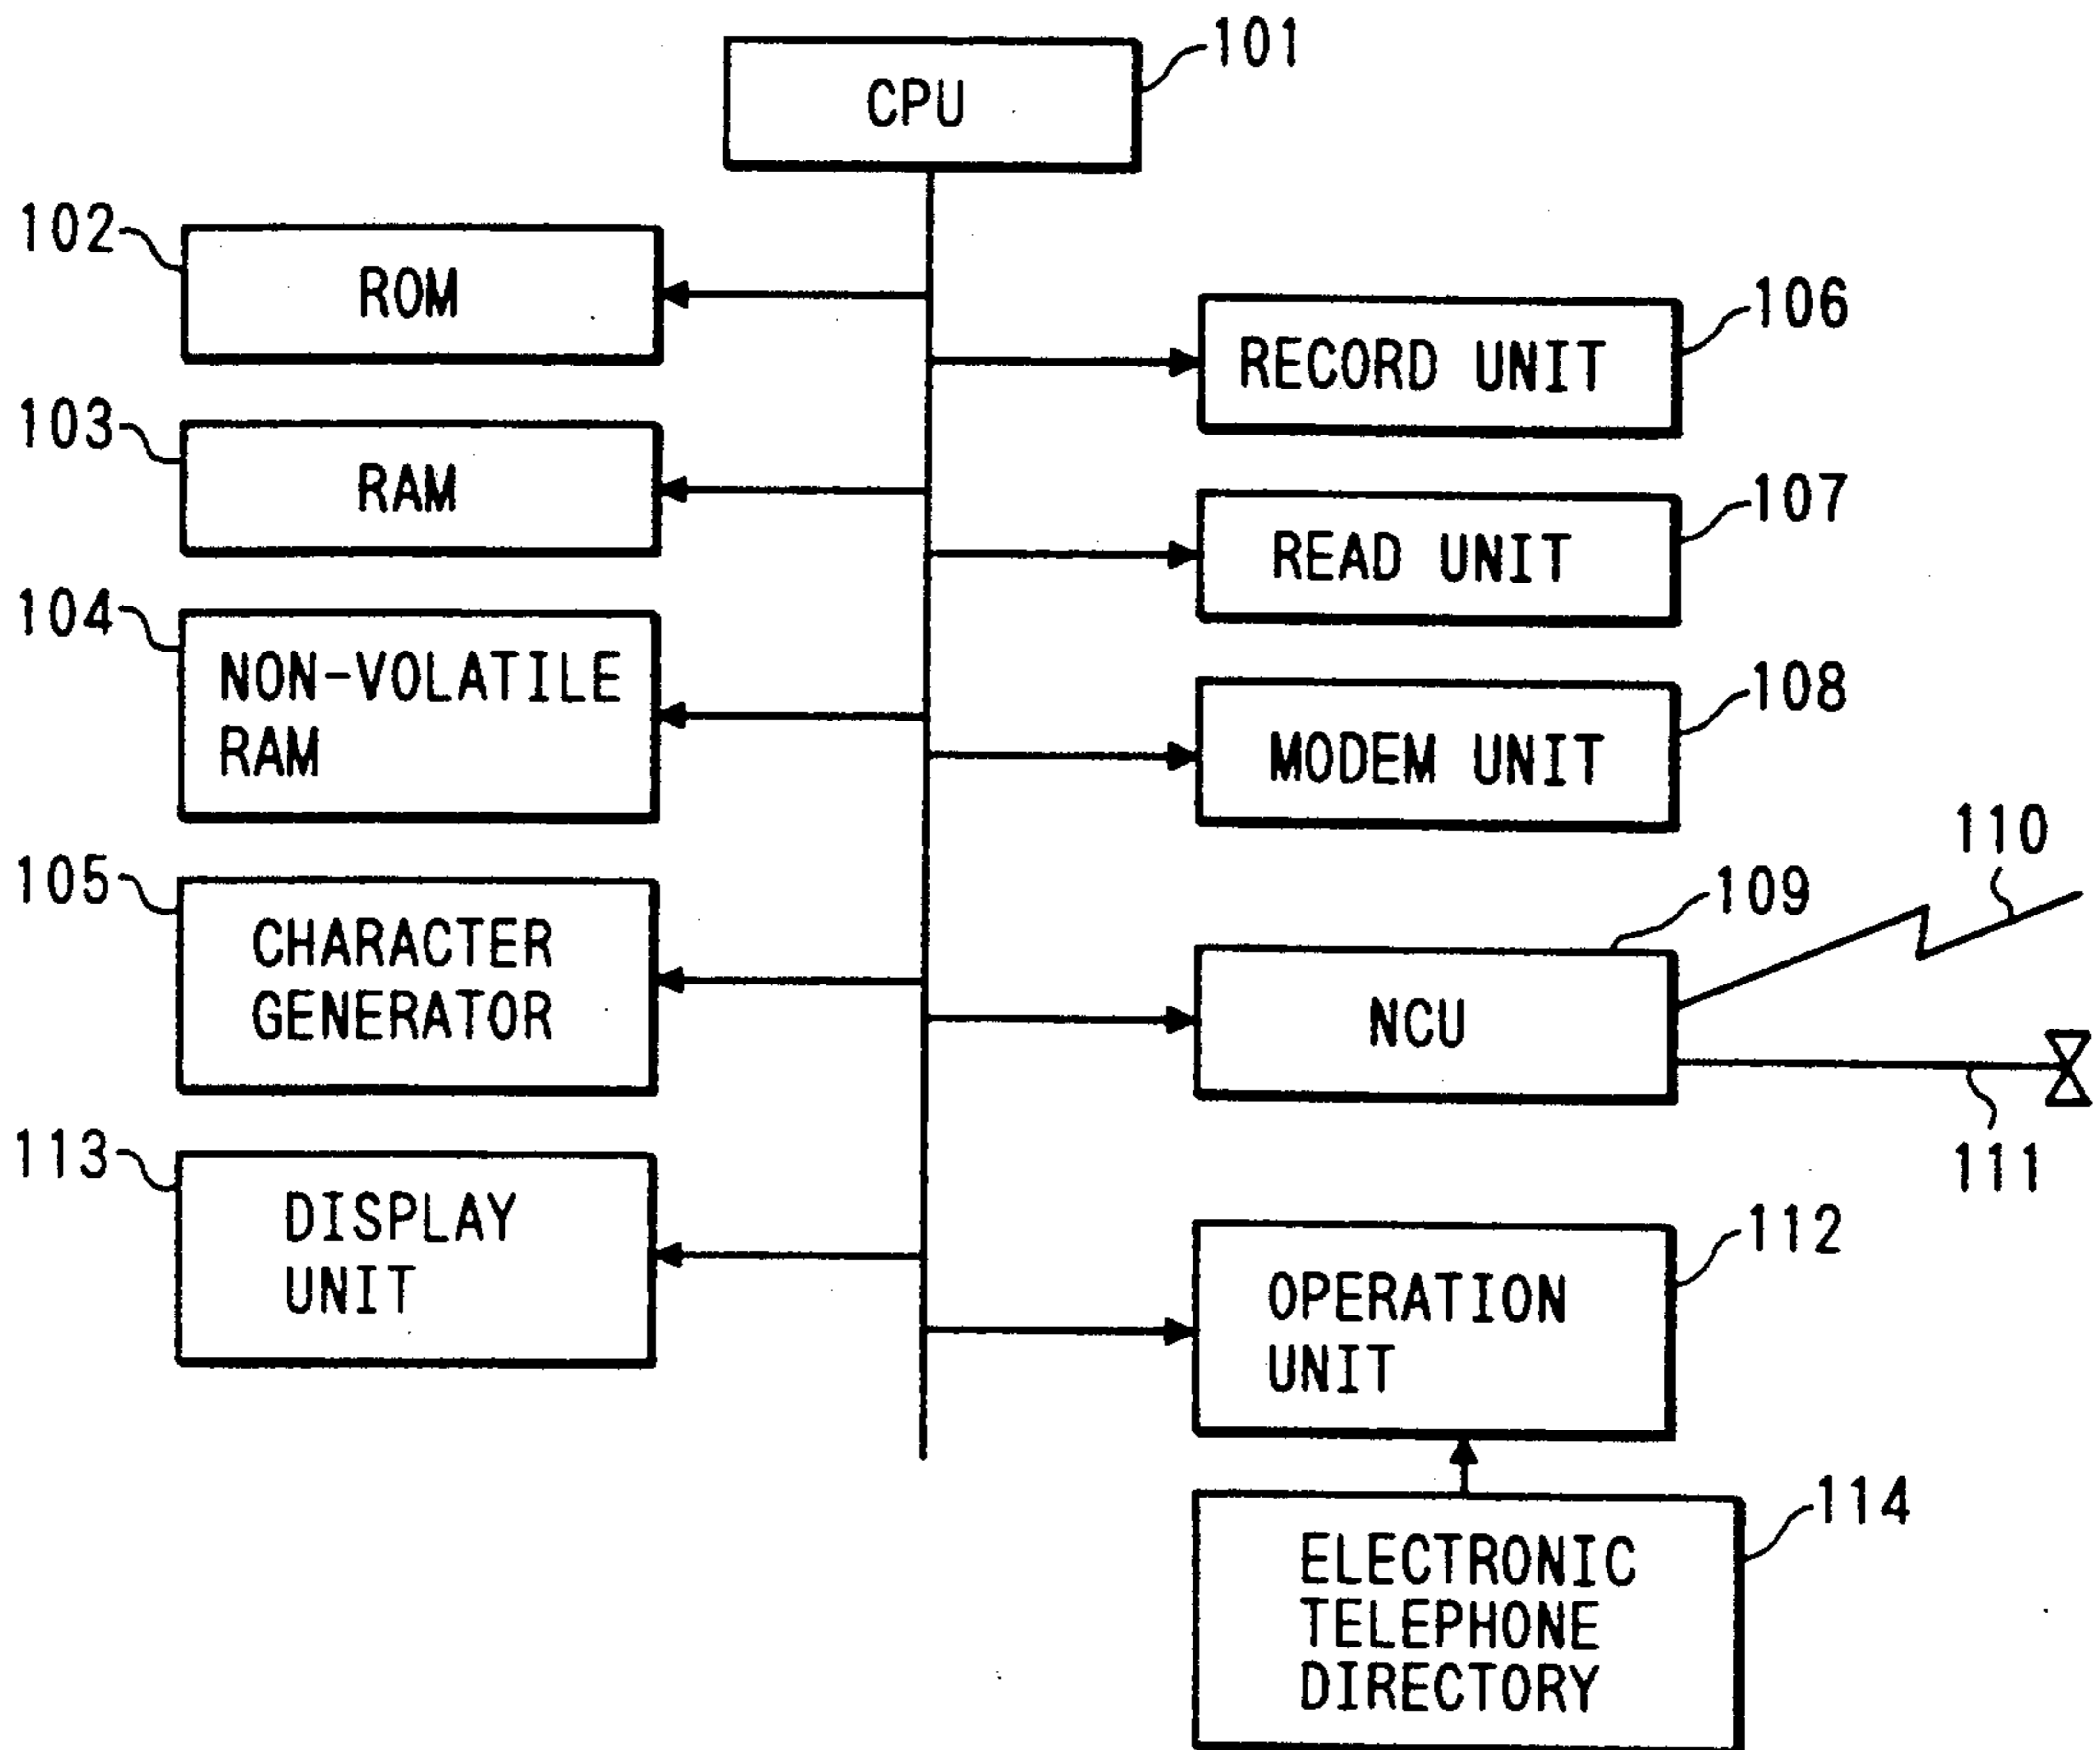 CPU
101
102
ROM
106
RECORD UNIT
103
RAM
107
READ UNIT
104
NON-VOLATILE
RAM
108
MODEM UNIT
110
105
CHARACTER
GENERATOR
109
NCU
111
113
DISPLAY
UNIT
112
OPERATION
UNIT
114
ELECTRONIC
TELEPHONE
DIRECTORY